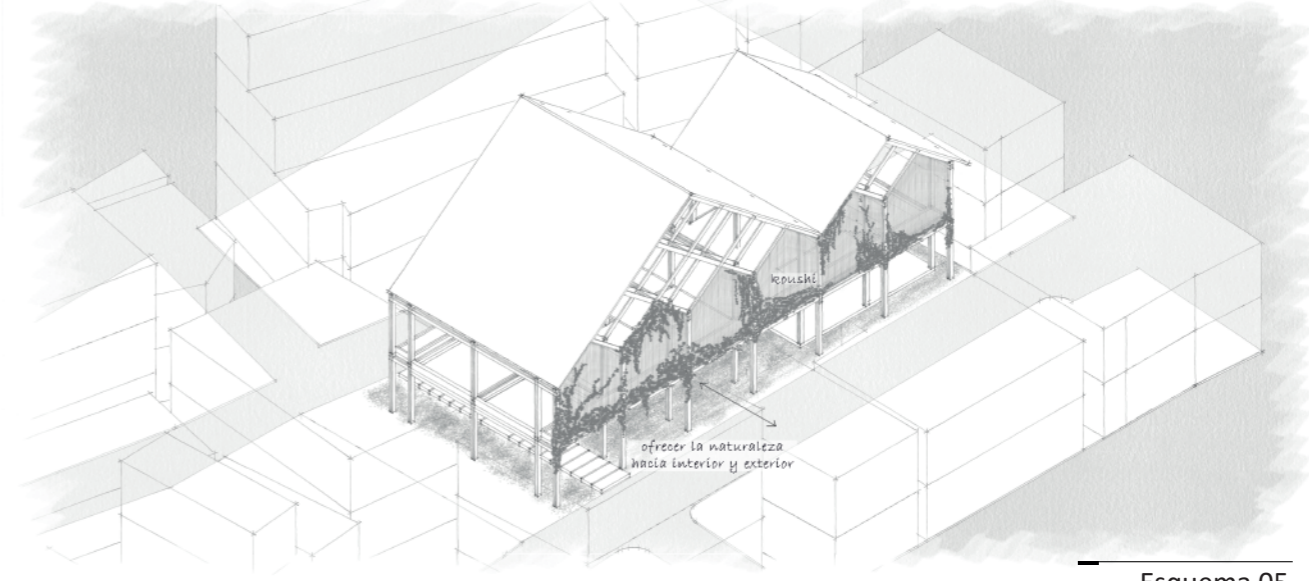 koushi
ofrecer la naturaleza
hacia interior y exterior
Esquema 05